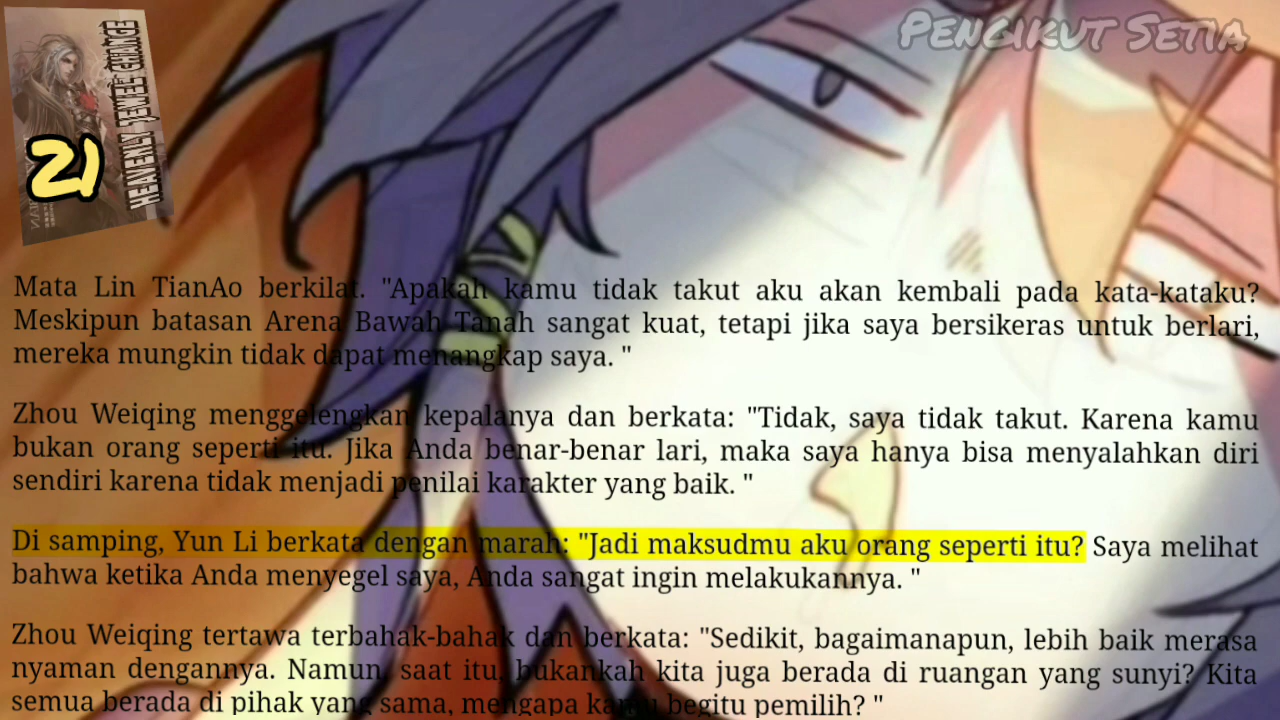 Pengikut Setia
HEAVENLY JEWEL CHANGE
21
Mata Lin TianAo berkilat. "Apakah kamu tidak takut aku akan kembali pada kata-kataku?
Meskipun batasan Arena Bawah Tanah sangat kuat, tetapi jika saya bersikeras untuk berlari,
mereka mungkin tidak dapat menangkap saya. "
Zhou Weiqing menggelengkan kepalanya dan berkata: "Tidak, saya tidak takut. Karena kamu
bukan orang seperti itu. Jika Anda benar-benar lari, maka saya hanya bisa menyalahkan diri
sendiri karena tidak menjadi penilai karakter yang baik. "
Di samping, Yun Li berkata dengan marah: "Jadi maksudmu aku orang seperti itu? Saya melihat
bahwa ketika Anda menyegel saya, Anda sangat ingin melakukannya. "
Zhou Weiqing tertawa terbahak-bahak dan berkata: "Sedikit, bagaimanapun, lebih baik merasa
nyaman dengannya. Namun, saat itu, bukankah kita juga berada di ruangan yang sunyi? Kita
semua berada di pihak yang sama, mengapa kamu begitu pemilih? "